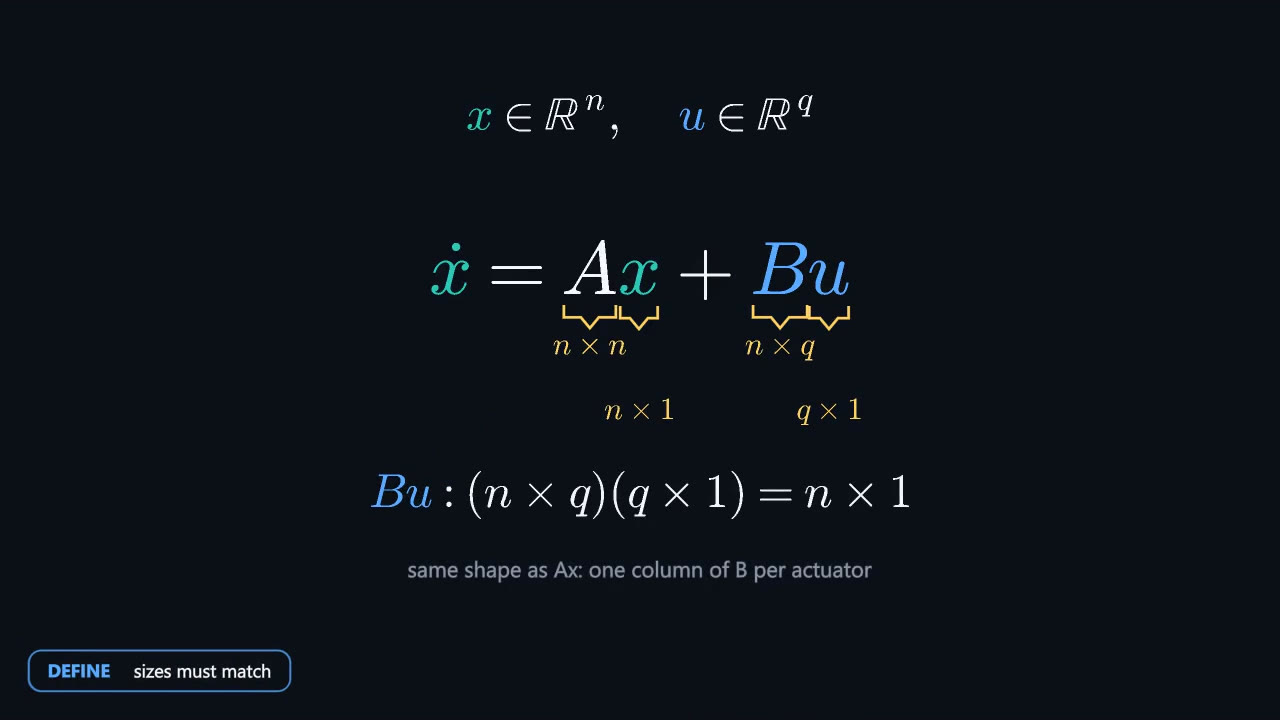 x ∈ ℝⁿ, u ∈ ℝ^q
ẋ = Ax + Bu
n × n n × q
n × 1 q × 1
Bu : (n × q)(q × 1) = n × 1
same shape as Ax: one column of B per actuator
DEFINE sizes must match